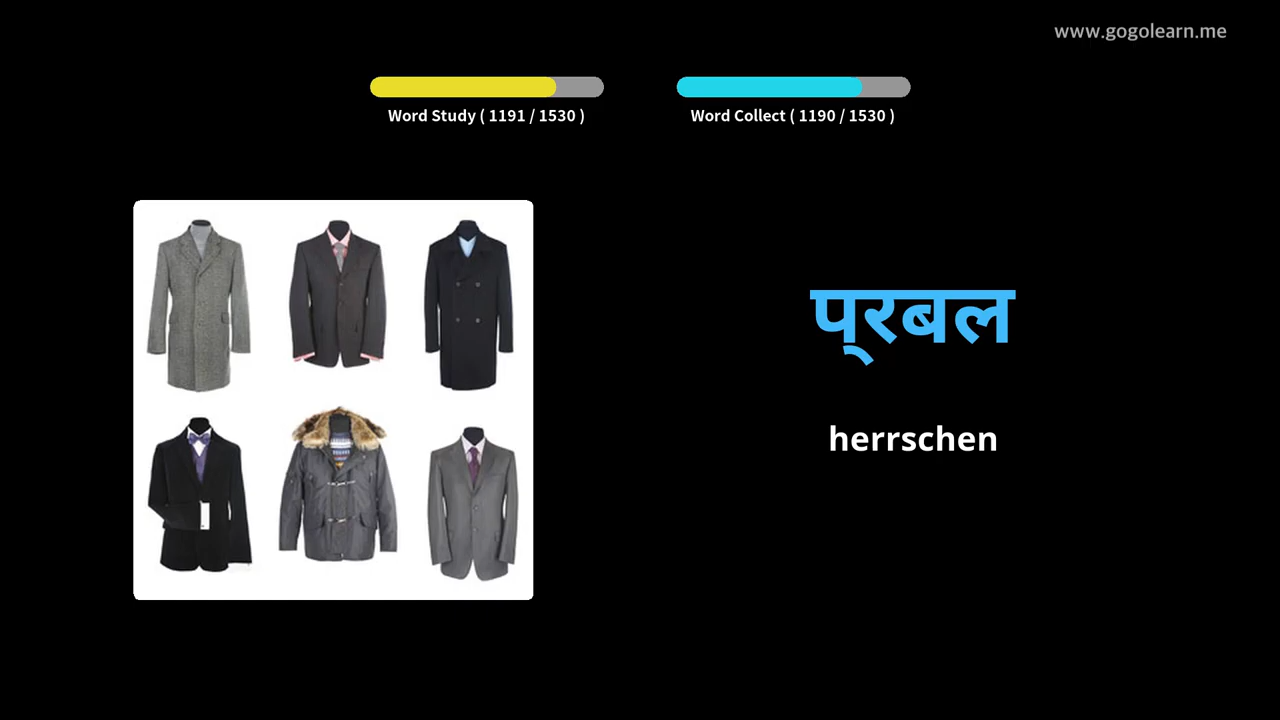 www.gogolearn.me
Word Study ( 1191 / 1530 )
Word Collect ( 1190 / 1530 )
प्रबल
herrschen